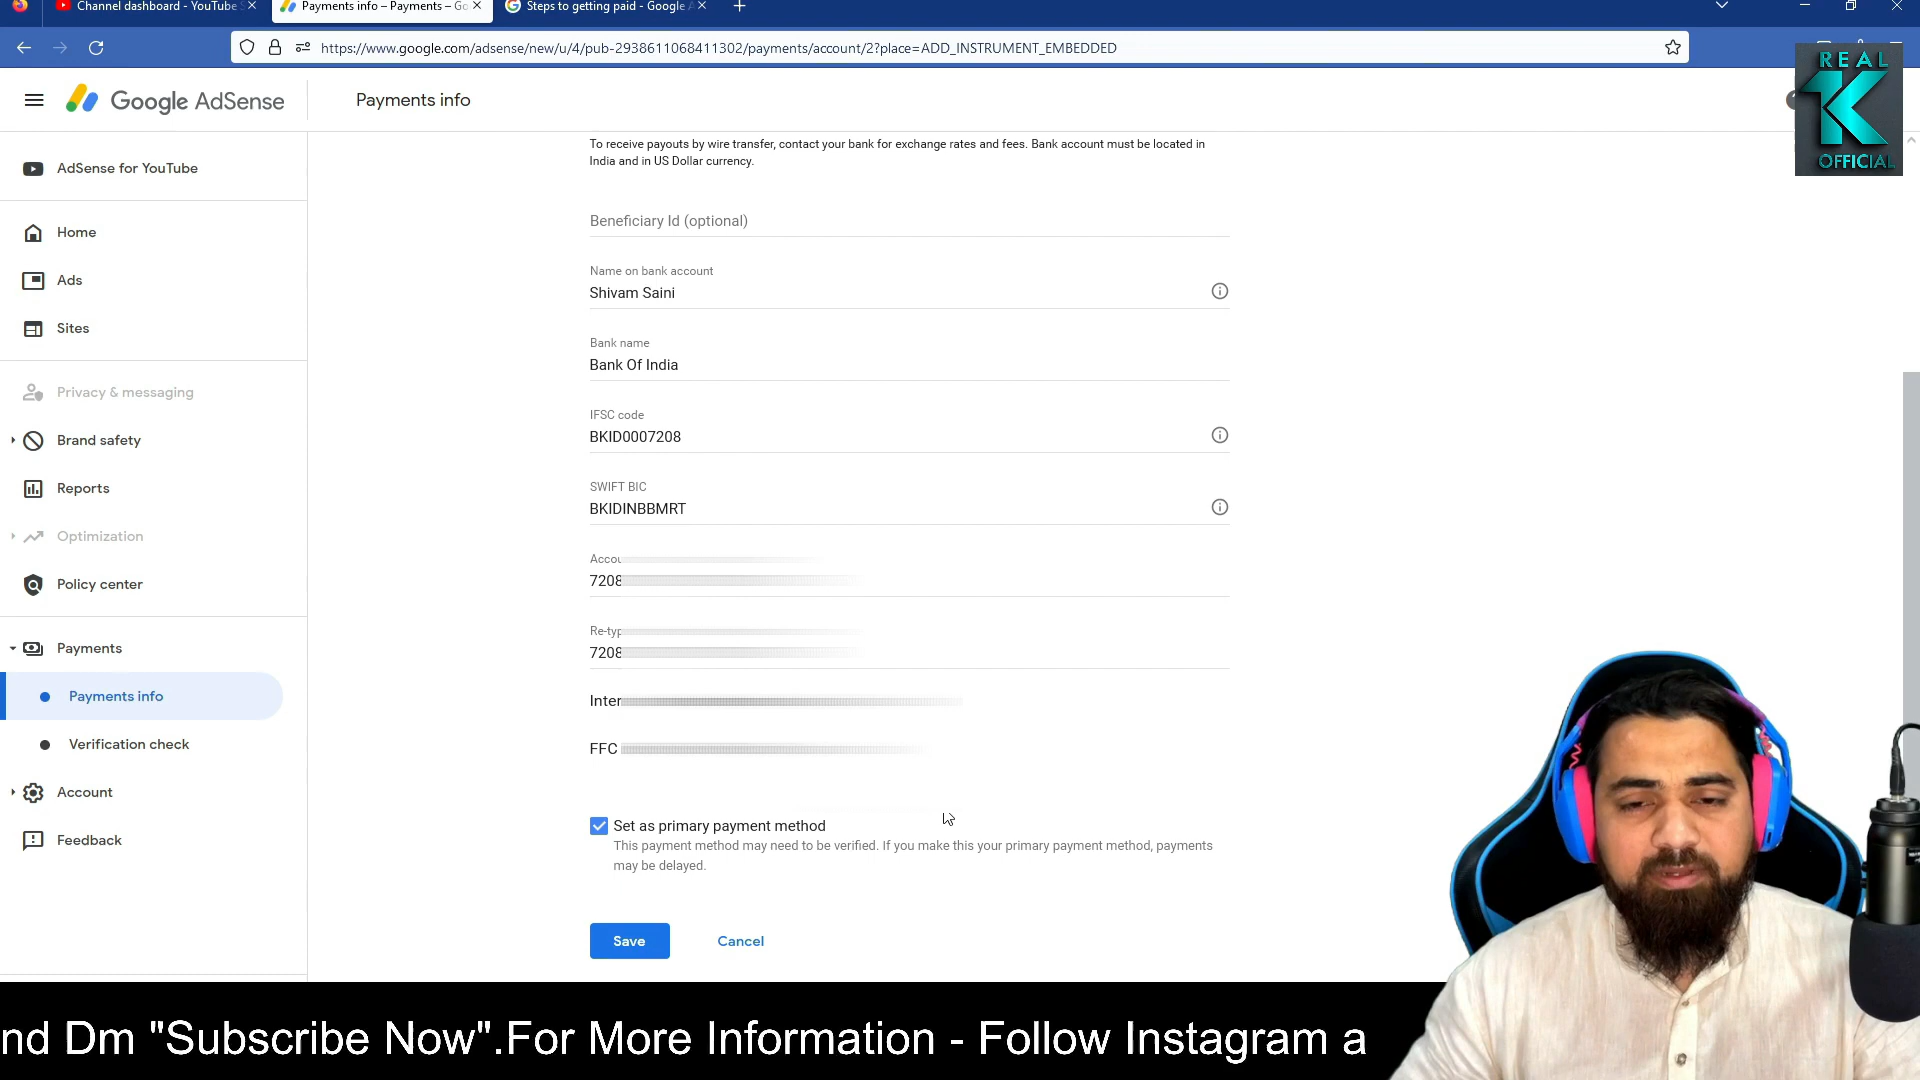 Channel dashboard - YouTube S
Payments info – Payments – Go
Steps to getting paid - Google A
https://www.google.com/adsense/new/u/4/pub-2938611068411302/payments/account/2?place=ADD_INSTRUMENT_EMBEDDED
REAL
K
OFFICIAL
Google AdSense
Payments info
AdSense for YouTube
Home
Ads
Sites
Privacy & messaging
Brand safety
Reports
Optimization
Policy center
Payments
Payments info
Verification check
Account
Feedback
To receive payouts by wire transfer, contact your bank for exchange rates and fees. Bank account must be located in
India and in US Dollar currency.
Beneficiary Id (optional)
Name on bank account
Shivam Saini
Bank name
Bank Of India
IFSC code
BKID0007208
SWIFT BIC
BKIDINBBMRT
Accou
7208
Re-typ
7208
Inter
FFC
Set as primary payment method
This payment method may need to be verified. If you make this your primary payment method, payments
may be delayed.
Save
Cancel
nd Dm "Subscribe Now".For More Information - Follow Instagram a